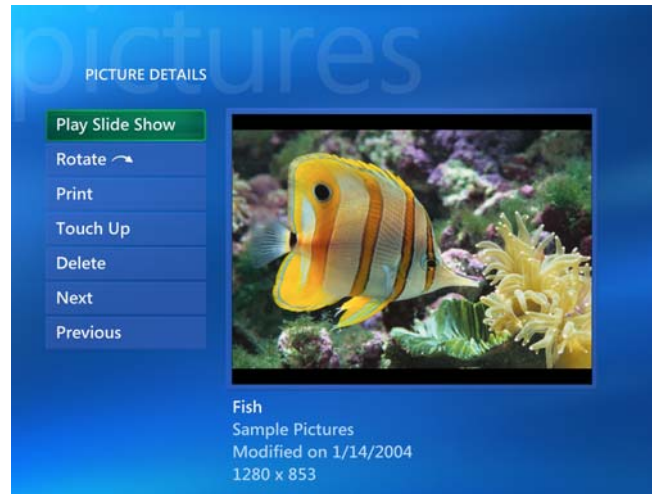 pictures
PICTURE DETAILS
Play Slide Show
Rotate
Print
Touch Up
Delete
Next
Previous
Fish
Sample Pictures
Modified on 1/14/2004
1280 x 853